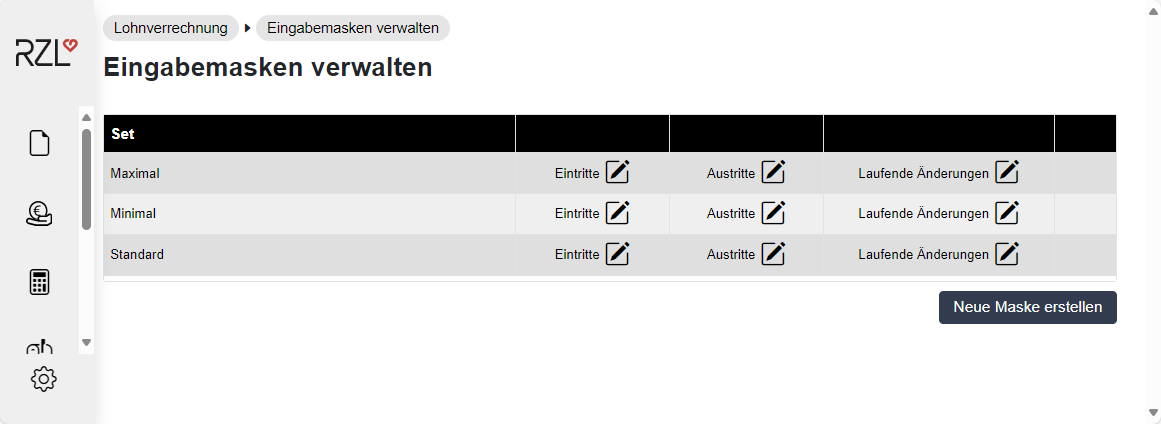 Lohnverrechnung Eingabemasken verwalten
RZL
Eingabemasken verwalten
Set
Maximal Eintritte Austritte Laufende Änderungen
Minimal Eintritte Austritte Laufende Änderungen
Standard Eintritte Austritte Laufende Änderungen
Neue Maske erstellen